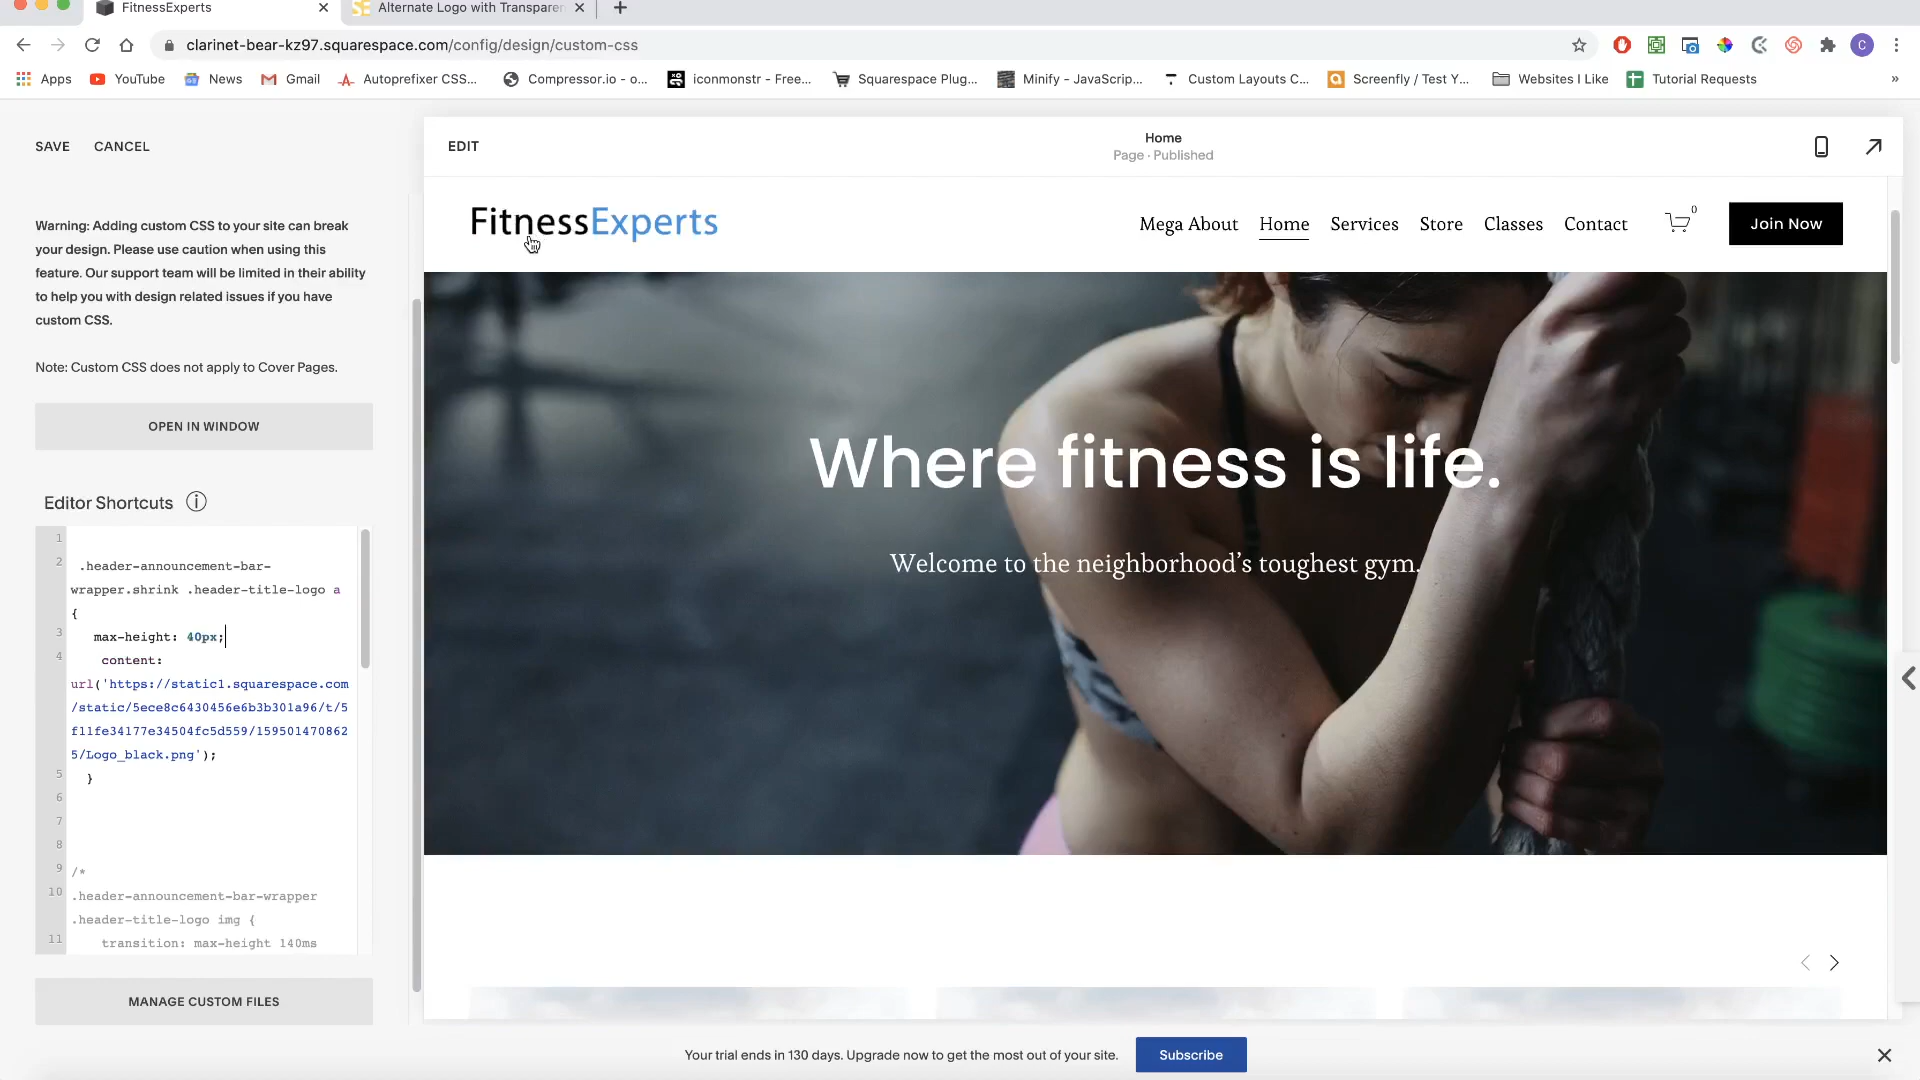 FitnessExperts
Alternate Logo with Transparen
clarinet-bear-kz97.squarespace.com/config/design/custom-css
C
Apps
YouTube
News
Gmail
Autoprefixer CSS...
Compressor.io - o...
iconmonstr - Free...
Squarespace Plug...
Minify - JavaScrip...
Custom Layouts C...
Screenfly / Test Y...
Websites I Like
Tutorial Requests
»
SAVE
CANCEL
Warning: Adding custom CSS to your site can break
your design. Please use caution when using this
feature. Our support team will be limited in their ability
to help you with design related issues if you have
custom CSS.
Note: Custom CSS does not apply to Cover Pages.
OPEN IN WINDOW
Editor Shortcuts
1
2
.header-announcement-bar-
wrapper.shrink .header-title-logo a
{
3
max-height: 40px;
4
content:
url('https://static1.squarespace.com
/static/5ece8c6430456e6b3b301a96/t/5
f11fe34177e34504fc5d559/159501470862
5/Logo_black.png');
5
}
6
7
8
9
/*
10
.header-announcement-bar-wrapper
.header-title-logo img {
11
transition: max-height 140ms
MANAGE CUSTOM FILES
EDIT
Home
Page · Published
FitnessExperts
Mega About
Home
Services
Store
Classes
Contact
0
Join Now
Where fitness is life.
Welcome to the neighborhood's toughest gym.
Your trial ends in 130 days. Upgrade now to get the most out of your site.
Subscribe